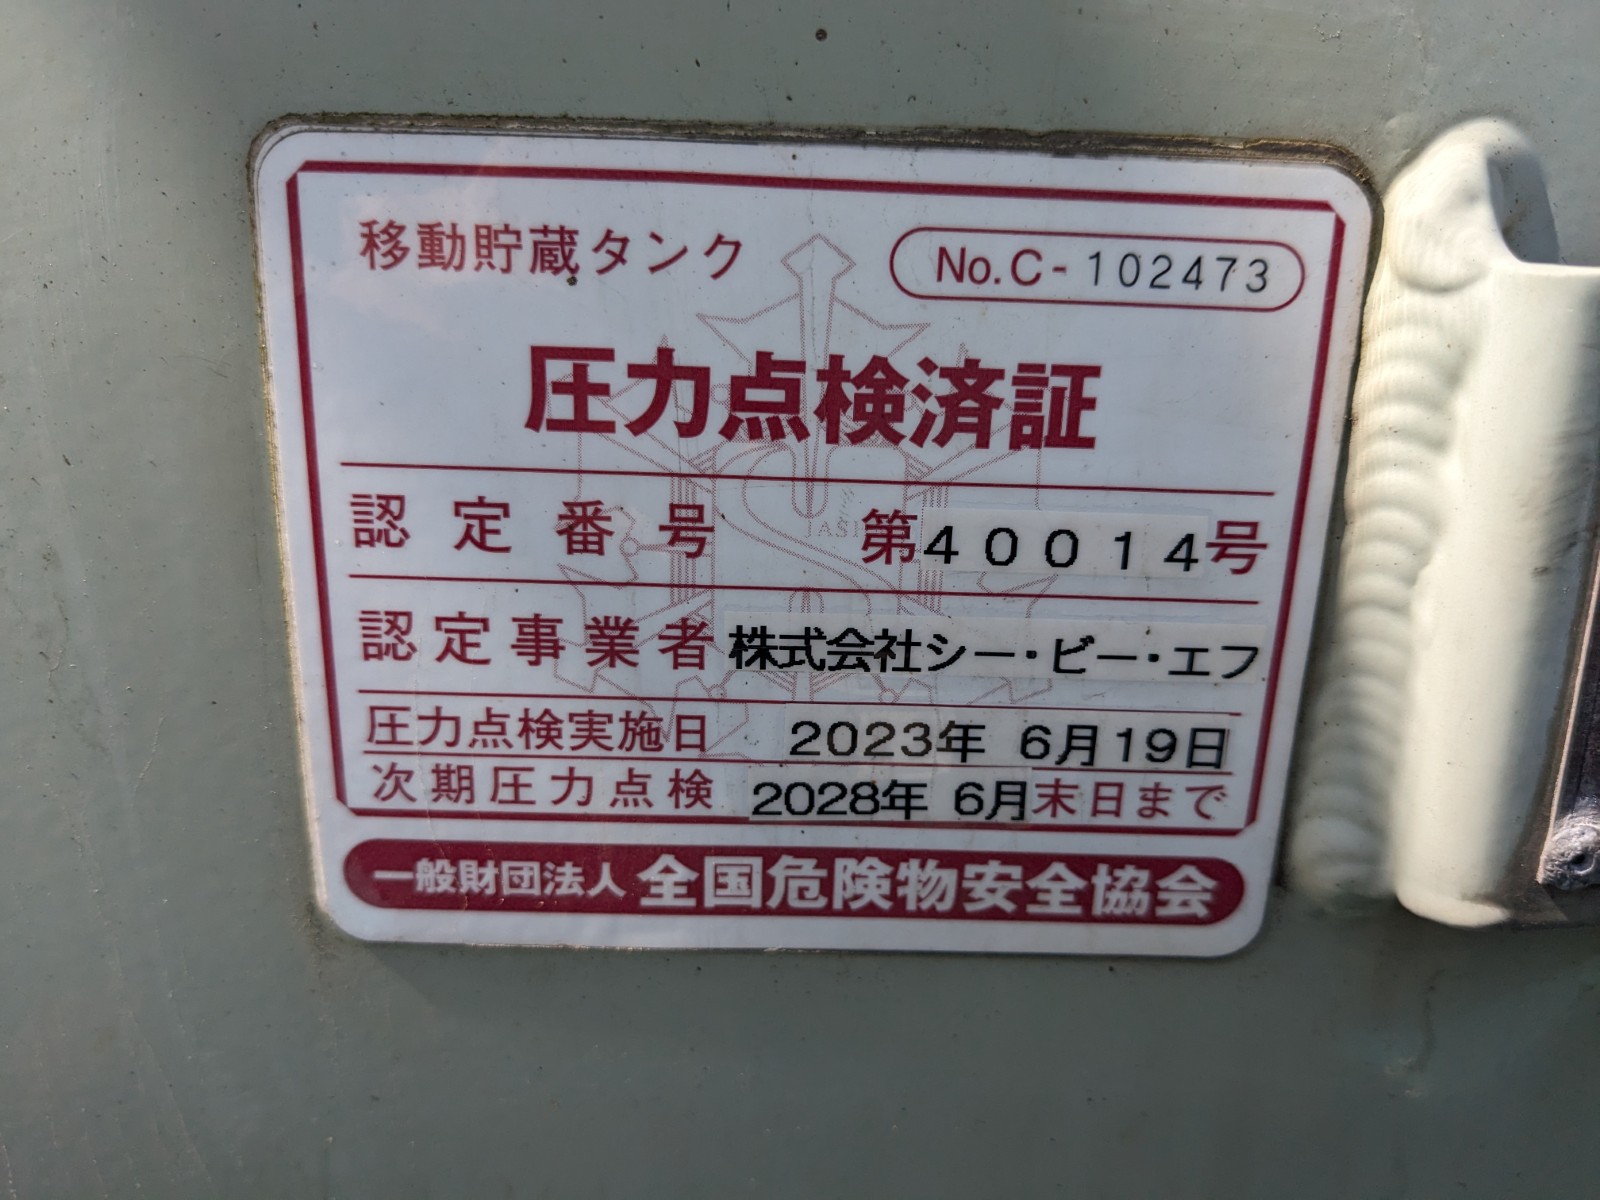 移動貯蔵タンク
No.C-102473
圧力点検済証
認定番号 第40014号
認定事業者 株式会社シー・ビー・エフ
圧力点検実施日 2023年 6月19日
次期圧力点検 2028年 6月末日まで
一般財団法人 全国危険物安全協会